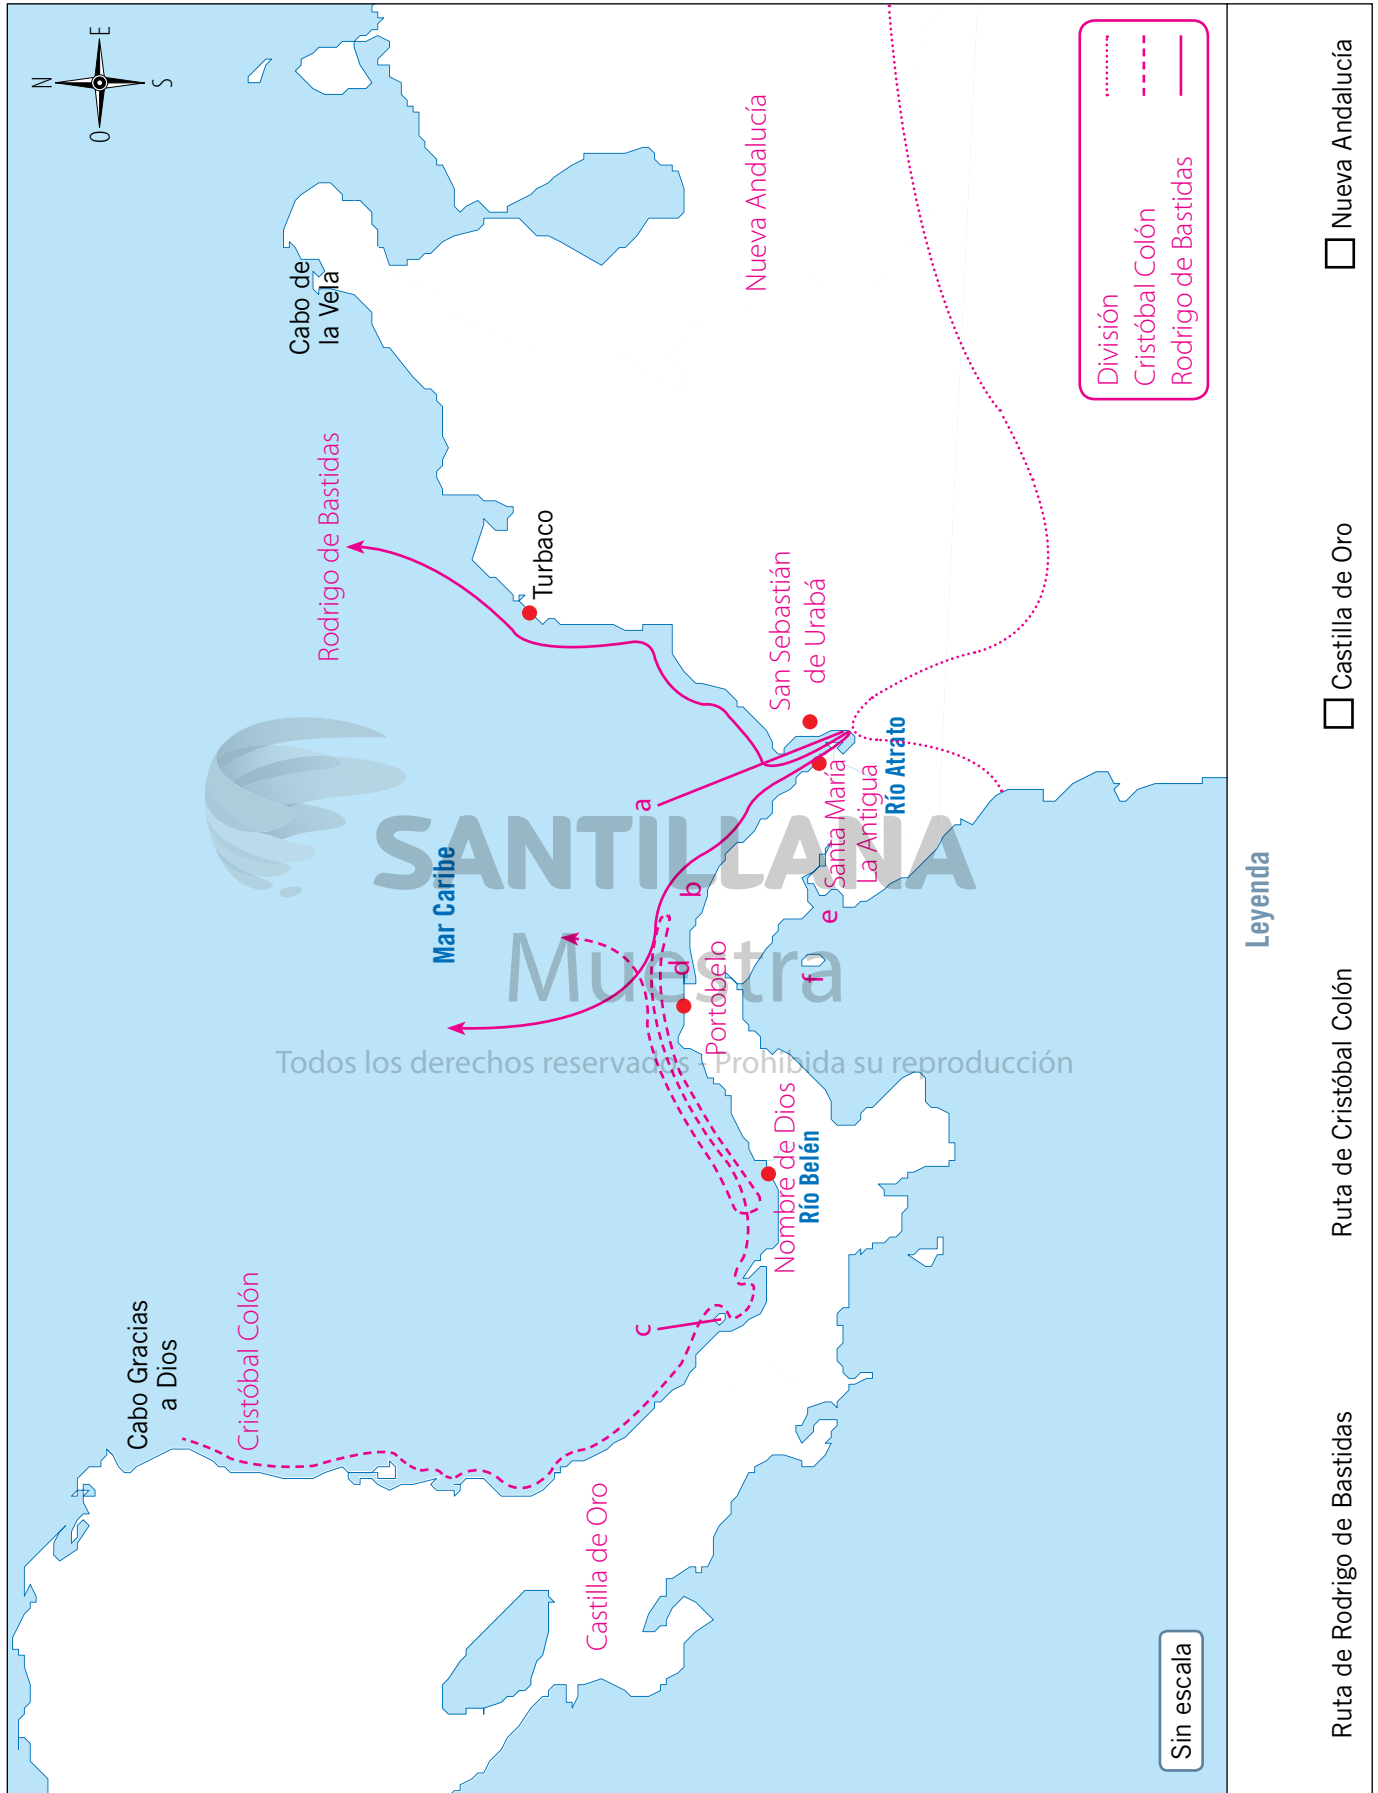 N
O
E
S
Cabo Gracias
a Dios
Cristóbal Colón
Rodrigo de Bastidas
Cabo de
la Vela
Mar Caribe
Turbaco
Castilla de Oro
c
a
b
d
Portobelo
Nombre de Dios
Río Belén
San Sebastián
de Urabá
Santa María
La Antigua
Río Atrato
e
f
Nueva Andalucía
SANTILLANA
Muestra
Todos los derechos reservados - Prohibida su reproducción
División
Cristóbal Colón
Rodrigo de Bastidas
Sin escala
Leyenda
Ruta de Rodrigo de Bastidas
Ruta de Cristóbal Colón
Castilla de Oro
Nueva Andalucía